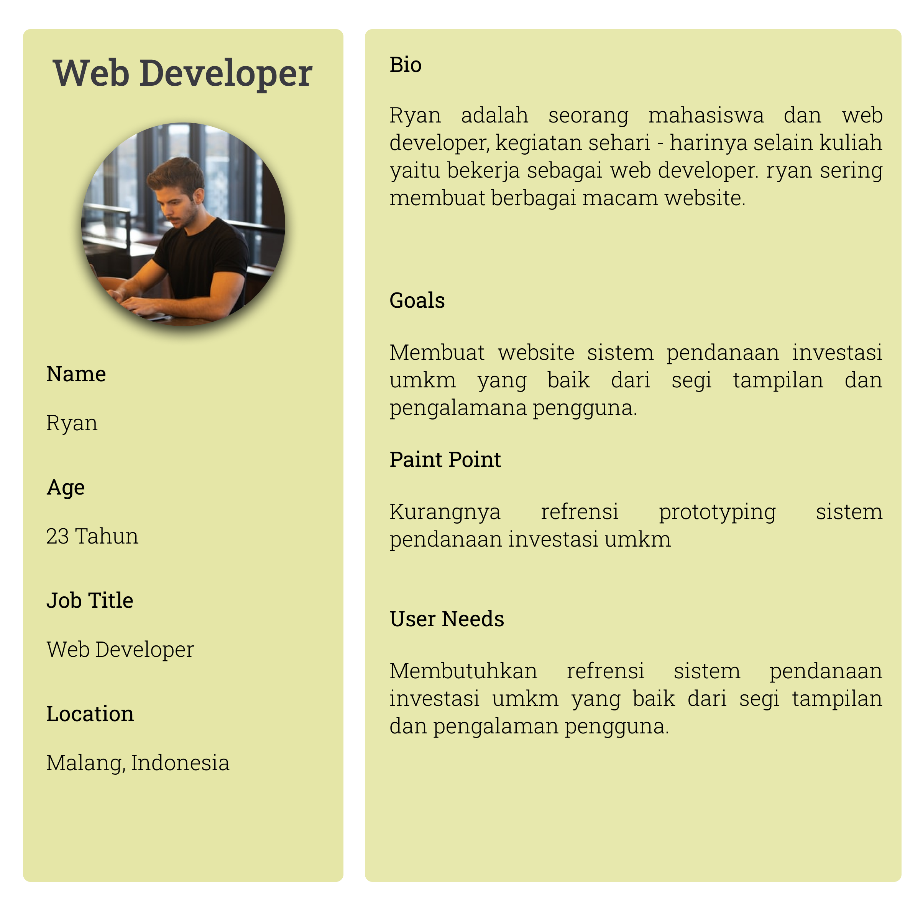 Web Developer
Name
Ryan
Age
23 Tahun
Job Title
Web Developer
Location
Malang, Indonesia
Bio
Ryan adalah seorang mahasiswa dan web
developer, kegiatan sehari - harinya selain kuliah
yaitu bekerja sebagai web developer. ryan sering
membuat berbagai macam website.
Goals
Membuat website sistem pendanaan investasi
umkm yang baik dari segi tampilan dan
pengalamana pengguna.
Paint Point
Kurangnya refrensi prototyping sistem
pendanaan investasi umkm
User Needs
Membutuhkan refrensi sistem pendanaan
investasi umkm yang baik dari segi tampilan
dan pengalaman pengguna.